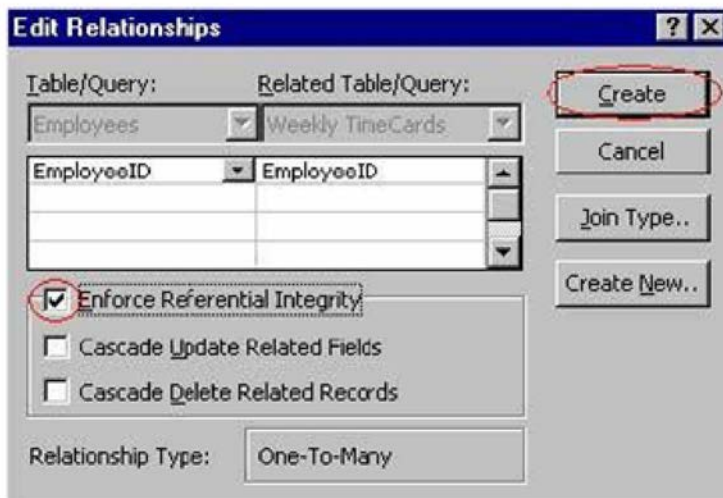 Edit Relationships
Table/Query: Related Table/Query:
Employees Weekly TineCards
EmployeeID EmployeeID
Enforce Referential Integrity
Cascade Update Related Fields
Cascade Delete Related Records
Relationship Type: One-To-Many
Create
Cancel
Join Type..
Create New..